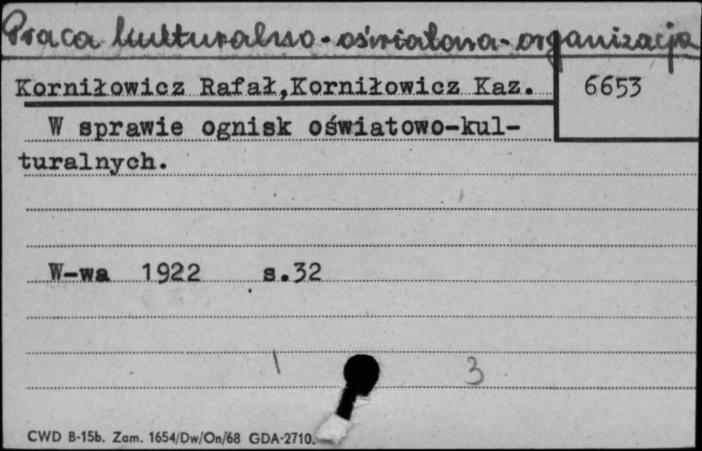 Praca kulturalno-oświatowa-organizacja
Korniłowicz Rafał,Korniłowicz Kaz.
6653
W sprawie ognisk oświatowo-kul-
turalnych.
W-wa 1922 s.32
1 3
CWD B-15b. Zam. 1654/Dw/On/68 GDA-2710.